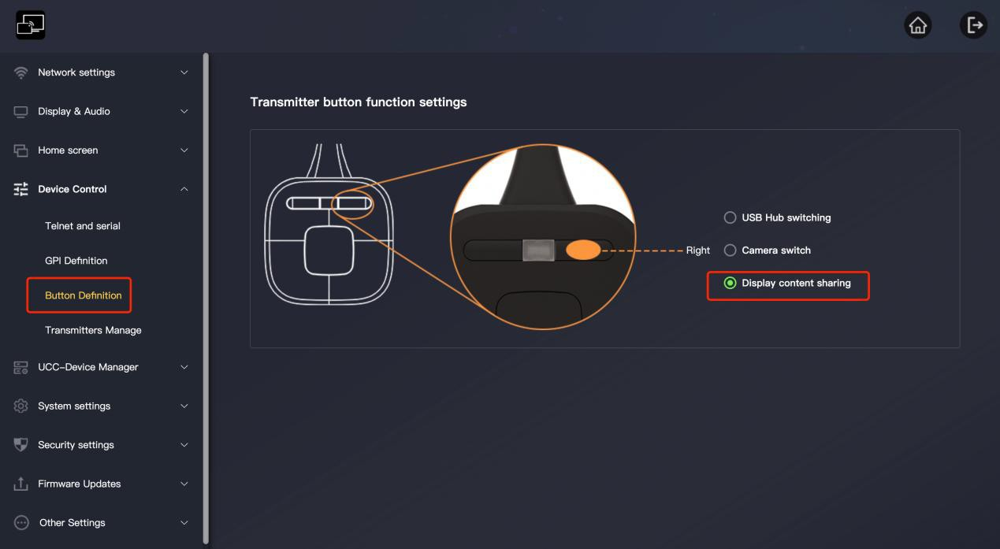 Network settings
Display & Audio
Home screen
Device Control
Telnet and serial
GPI Definition
Button Definition
Transmitters Manage
UCC-Device Manager
System settings
Security settings
Firmware Updates
Other Settings
Transmitter button function settings
USB Hub switching
Right
Camera switch
Display content sharing